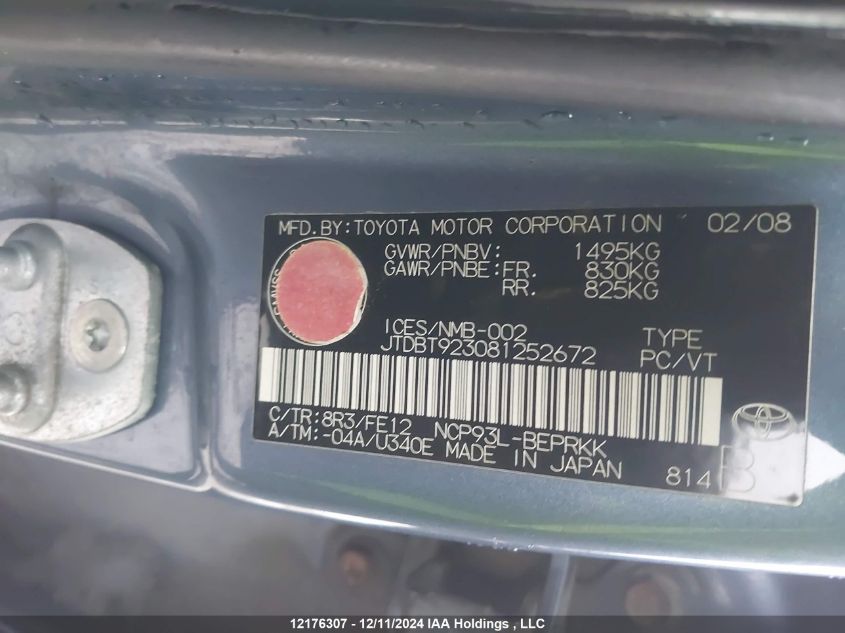 MFD.BY:TOYOTA MOTOR CORPORATION 02/08
GVWR/PNBV: 1495KG
GAWR/PNBE:FR. 830KG
RR. 825KG
ICES/NMB-002
JTDBT923081252672
TYPE
PC/VT
C/TR:8R3/FE12 NCP93L-BEPRKK
A/TM:-04A/U340E MADE IN JAPAN
814
12176307 - 12/11/2024 IAA Holdings , LLC